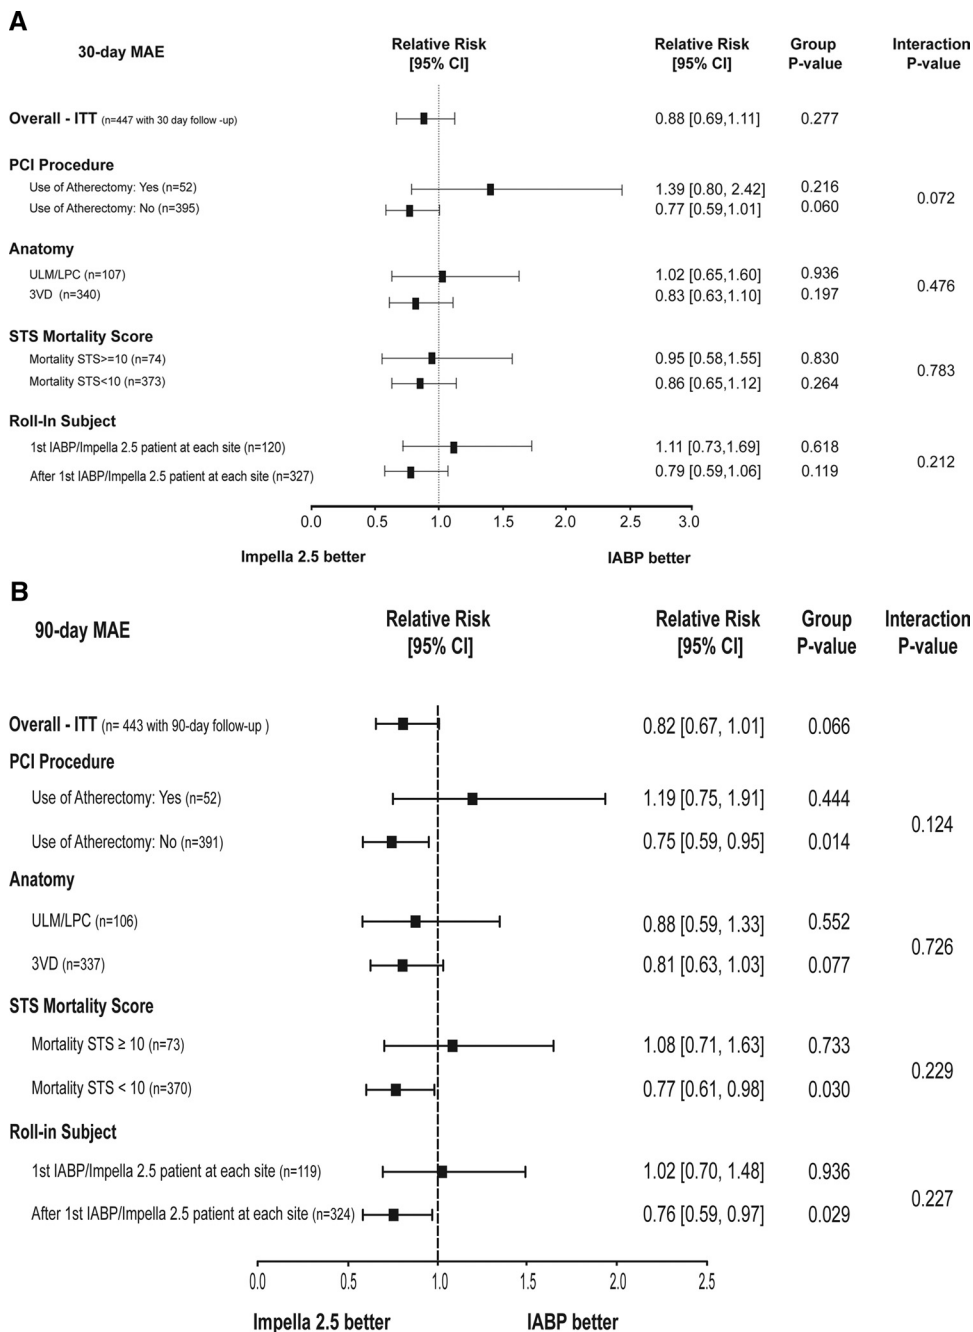 A
30-day MAE Relative Risk [95% CI] Relative Risk [95% CI] Group P-value Interaction P-value
Overall - ITT (n=447 with 30 day follow -up) 0.88 [0.69,1.11] 0.277
PCI Procedure
Use of Atherectomy: Yes (n=52) 1.39 [0.80, 2.42] 0.216
0.072
Use of Atherectomy: No (n=395) 0.77 [0.59,1.01] 0.060
Anatomy
ULM/LPC (n=107) 1.02 [0.65,1.60] 0.936
0.476
3VD (n=340) 0.83 [0.63,1.10] 0.197
STS Mortality Score
Mortality STS>=10 (n=74) 0.95 [0.58,1.55] 0.830
0.783
Mortality STS<10 (n=373) 0.86 [0.65,1.12] 0.264
Roll-In Subject
1st IABP/Impella 2.5 patient at each site (n=120) 1.11 [0.73,1.69] 0.618
0.212
After 1st IABP/Impella 2.5 patient at each site (n=327) 0.79 [0.59,1.06] 0.119
0.0 0.5 1.0 1.5 2.0 2.5 3.0
Impella 2.5 better IABP better
B
90-day MAE Relative Risk [95% CI] Relative Risk [95% CI] Group P-value Interaction P-value
Overall - ITT (n= 443 with 90-day follow-up ) 0.82 [0.67, 1.01] 0.066
PCI Procedure
Use of Atherectomy: Yes (n=52) 1.19 [0.75, 1.91] 0.444
0.124
Use of Atherectomy: No (n=391) 0.75 [0.59, 0.95] 0.014
Anatomy
ULM/LPC (n=106) 0.88 [0.59, 1.33] 0.552
0.726
3VD (n=337) 0.81 [0.63, 1.03] 0.077
STS Mortality Score
Mortality STS ≥ 10 (n=73) 1.08 [0.71, 1.63] 0.733
0.229
Mortality STS < 10 (n=370) 0.77 [0.61, 0.98] 0.030
Roll-in Subject
1st IABP/Impella 2.5 patient at each site (n=119) 1.02 [0.70, 1.48] 0.936
0.227
After 1st IABP/Impella 2.5 patient at each site (n=324) 0.76 [0.59, 0.97] 0.029
0.0 0.5 1.0 1.5 2.0 2.5
Impella 2.5 better IABP better